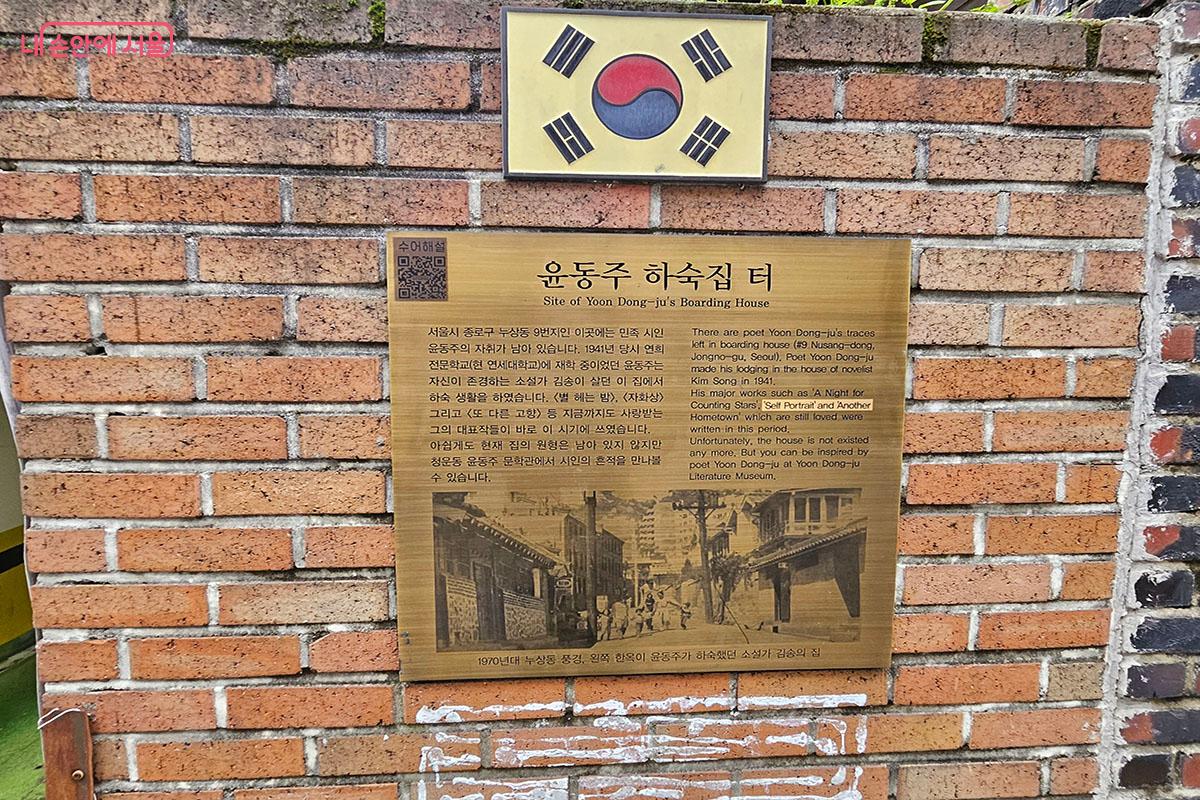 내 손안에 서울
수어해설
윤동주 하숙집 터
Site of Yoon Dong-ju's Boarding House
서울시 종로구 누상동 9번지인 이곳에는 민족 시인
윤동주의 자취가 남아 있습니다. 1941년 당시 연희
전문학교(현 연세대학교)에 재학 중이었던 윤동주는
자신이 존경하는 소설가 김송이 살던 이 집에서
하숙 생활을 하였습니다. <별 헤는 밤>, <자화상>
그리고 <또 다른 고향> 등 지금까지도 사랑받는
그의 대표작들이 바로 이 시기에 쓰였습니다.
아쉽게도 현재 집의 원형은 남아 있지 않지만
청운동 윤동주 문학관에서 시인의 흔적을 만나볼
수 있습니다.
There are poet Yoon Dong-ju's traces
left in boarding house (#9 Nusang-dong,
Jongno-gu, Seoul). Poet Yoon Dong-ju
made his lodging in the house of novelist
Kim Song in 1941.
His major works such as 'A Night for
Counting Stars', 'Self Portrait' and 'Another
Hometown' which are still loved were
written in this period.
Unfortunately, the house is not existed
any more. But you can be inspired by
poet Yoon Dong-ju at Yoon Dong-ju
Literature Museum.
1970년대 누상동 풍경, 왼쪽 한옥이 윤동주가 하숙했던 소설가 김송의 집